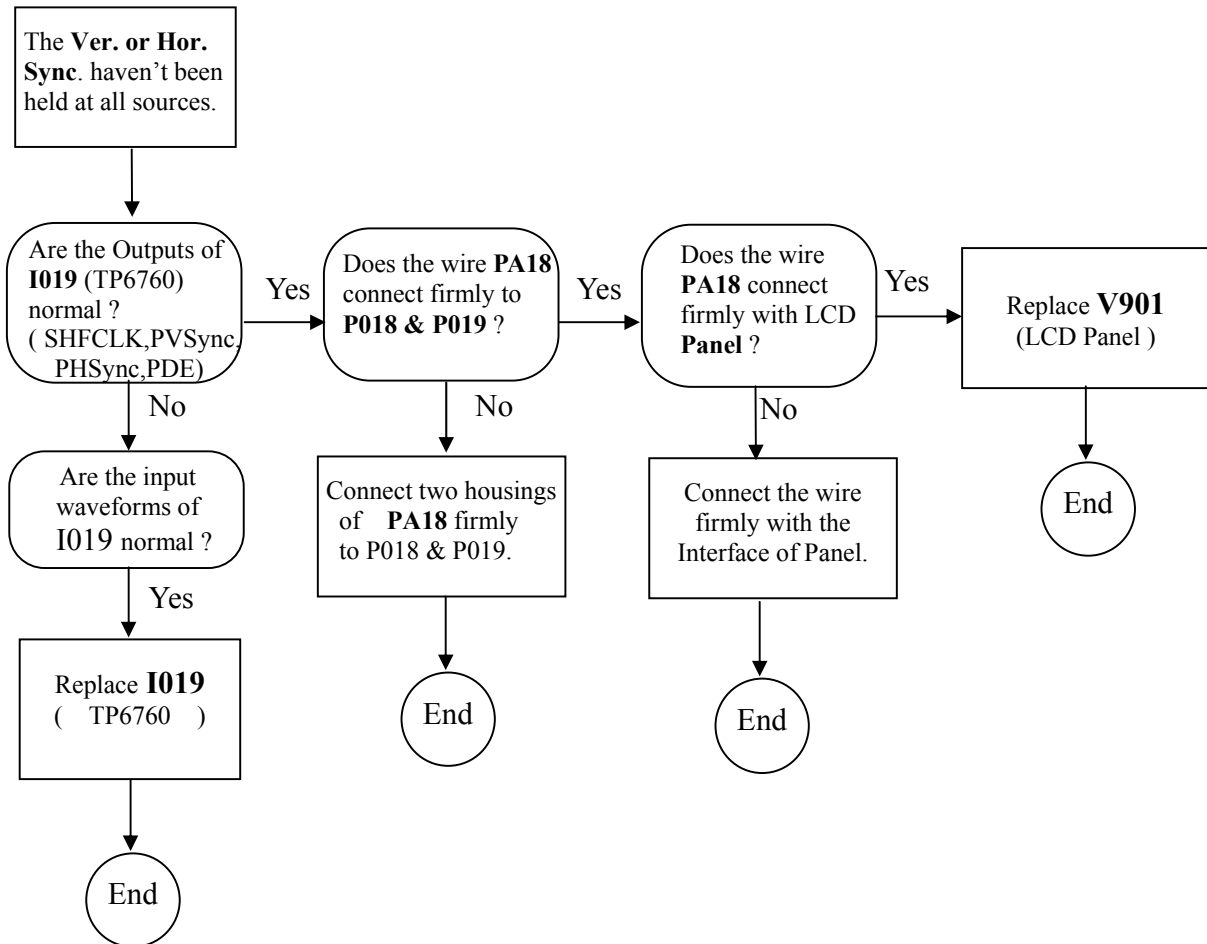 The Ver. or Hor.
Sync. haven’t been
held at all sources.
Are the Outputs of
I019 (TP6760)
normal ?
( SHFCLK,PVSync,
PHSync,PDE)
Yes
Does the wire PA18
connect firmly to
P018 & P019 ?
Yes
Does the wire
PA18 connect
firmly with LCD
Panel ?
Yes
Replace V901
(LCD Panel )
No
No
No
Are the input
waveforms of
I019 normal ?
Connect two housings
of PA18 firmly
to P018 & P019.
Connect the wire
firmly with the
Interface of Panel.
End
Yes
Replace I019
( TP6760 )
End
End
End